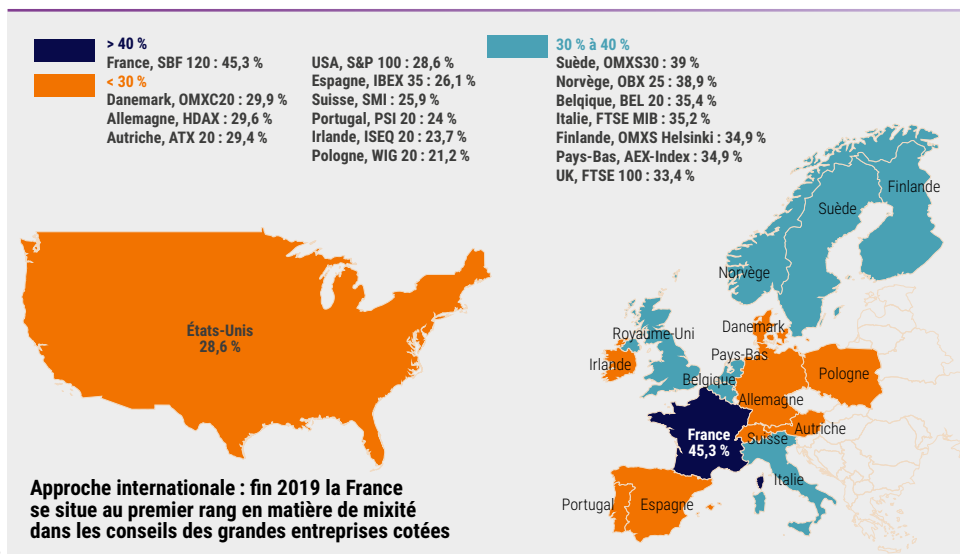 > 40 %
France, SBF 120 : 45,3 %
< 30 %
Danemark, OMXC20 : 29,9 %
Allemagne, HDAX : 29,6 %
Autriche, ATX 20 : 29,4 %
USA, S&P 100 : 28,6 %
Espagne, IBEX 35 : 26,1 %
Suisse, SMI : 25,9 %
Portugal, PSI 20 : 24 %
Irlande, ISEQ 20 : 23,7 %
Pologne, WIG 20 : 21,2 %
30 % à 40 %
Suède, OMXS30 : 39 %
Norvège, OBX 25 : 38,9 %
Belqique, BEL 20 : 35,4 %
Italie, FTSE MIB : 35,2 %
Finlande, OMXS Helsinki : 34,9 %
Pays-Bas, AEX-Index : 34,9 %
UK, FTSE 100 : 33,4 %
États-Unis
28,6 %
Finlande
Suède
Norvège
Danemark
Royaume-Uni
Pays-Bas
Irlande
Pologne
Belgique
Allemagne
Autriche
France
45,3 %
Suisse
Italie
Portugal
Espagne
Approche internationale : fin 2019 la France
se situe au premier rang en matière de mixité
dans les conseils des grandes entreprises cotées